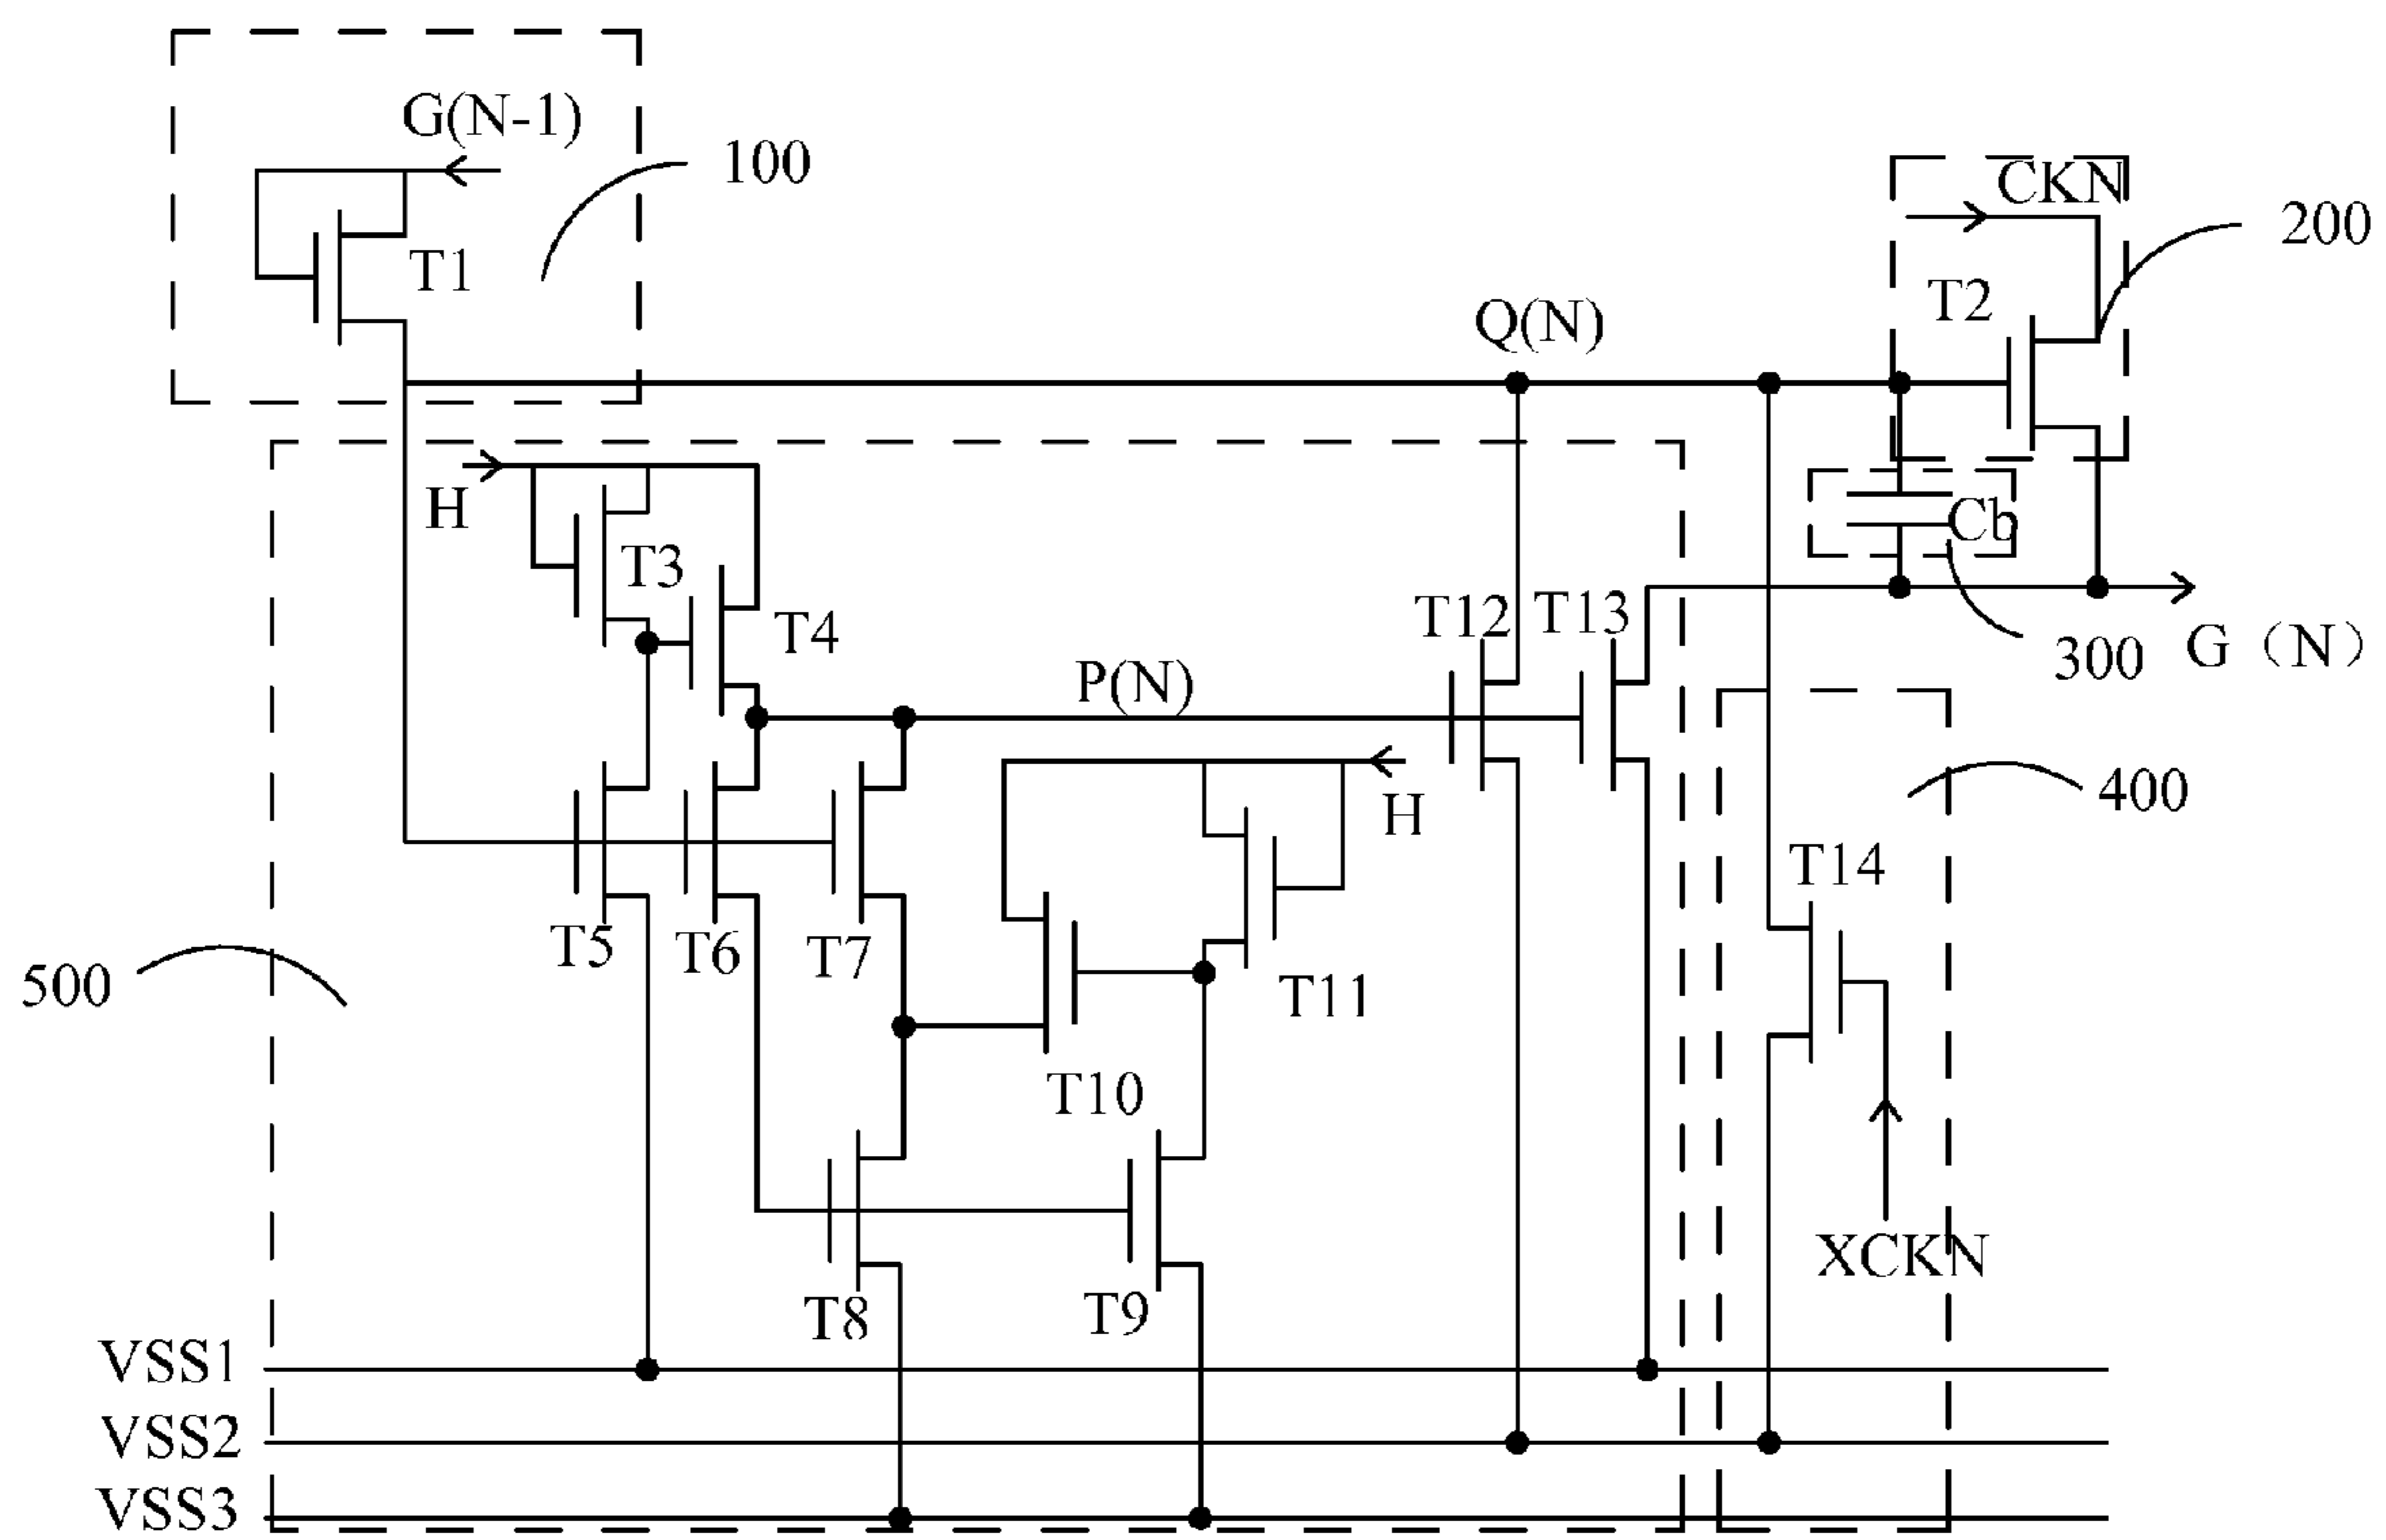 G(N-1)
100
CKN
200
T1
T2
Q(N)
H
T3
Cb
T4
T12
T13
300
G（N）
P(N)
H
400
T14
T5
T6
T7
500
T11
T10
XCKN
T8
T9
VSS1
VSS2
VSS3